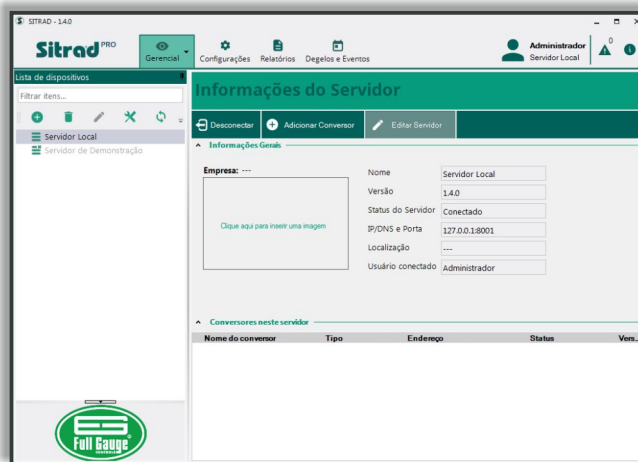 SITRAD - 1.4.0
Sitrad PRO
Gerencial
Configurações
Relatórios
Degelos e Eventos
Administrador
Servidor Local
0
Lista de dispositivos
Filtrar itens...
Servidor Local
Servidor de Demonstração
Informações do Servidor
Desconectar
Adicionar Conversor
Editar Servidor
Informações Gerais
Empresa: ---
Clique aqui para inserir uma imagem
Nome Servidor Local
Versão 1.4.0
Status do Servidor Conectado
IP/DNS e Porta 127.0.0.1:8001
Localização ---
Usuário conectado Administrador
Conversores neste servidor
Nome do conversor Tipo Endereço Status Vers...
Full Gauge
CONTROLS